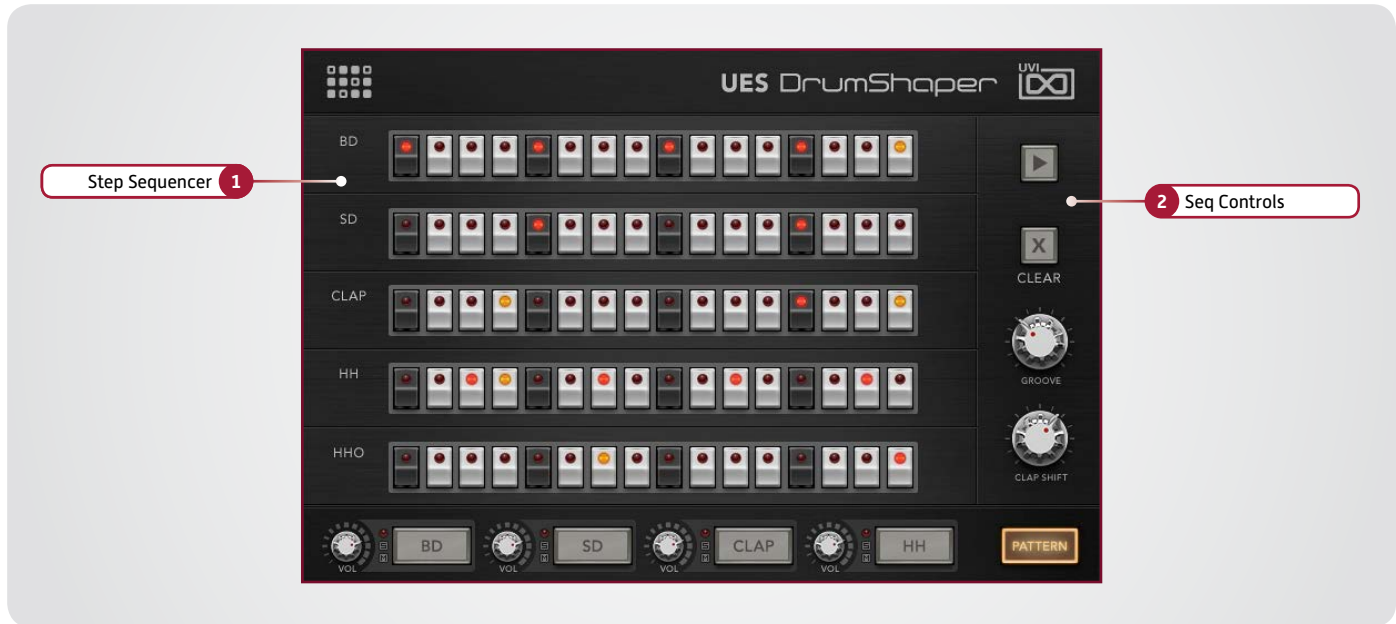 UES DrumShaper UVI
BD
Step Sequencer 1
SD
2 Seq Controls
X
CLEAR
CLAP
HH
GROOVE
HHO
CLAP SHIFT
VOL BD VOL SD VOL CLAP VOL HH PATTERN